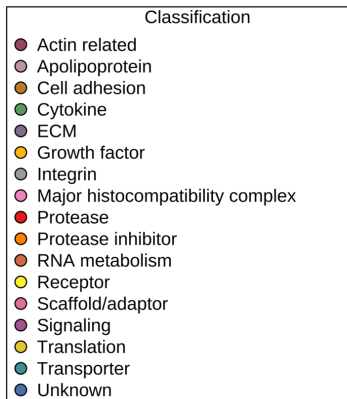 Classification
Actin related
Apolipoprotein
Cell adhesion
Cytokine
ECM
Growth factor
Integrin
Major histocompatibility complex
Protease
Protease inhibitor
RNA metabolism
Receptor
Scaffold/adaptor
Signaling
Translation
Transporter
Unknown